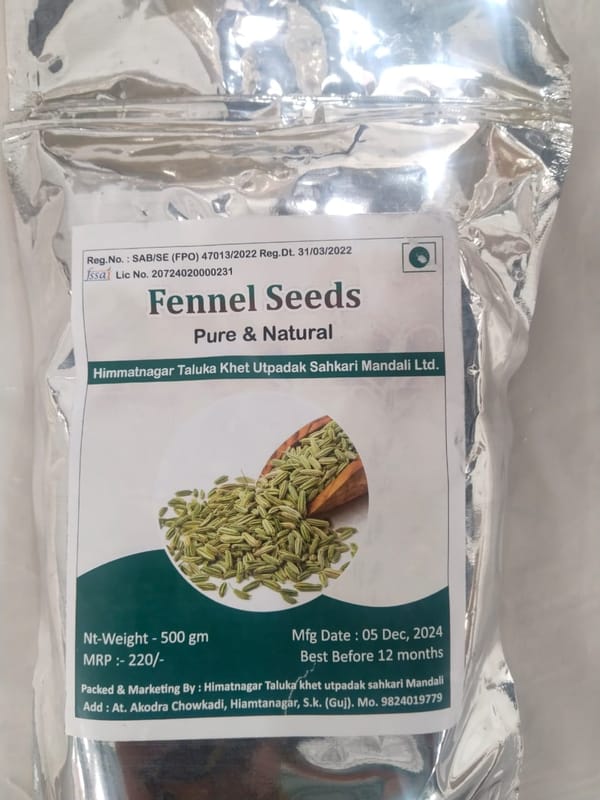 Reg.No. : SAB/SE (FPO) 47013/2022 Reg.Dt. 31/03/2022
fssai Lic No. 20724020000231
Fennel Seeds
Pure & Natural
Himmatnagar Taluka Khet Utpadak Sahkari Mandali Ltd.
Nt-Weight - 500 gm
MRP :- 220/-
Mfg Date : 05 Dec, 2024
Best Before 12 months
Packed & Marketing By : Himatnagar Taluka khet utpadak sahkari Mandali
Add : At. Akodra Chowkadi, Hiamtanagar, S.k. (Guj). Mo. 9824019779